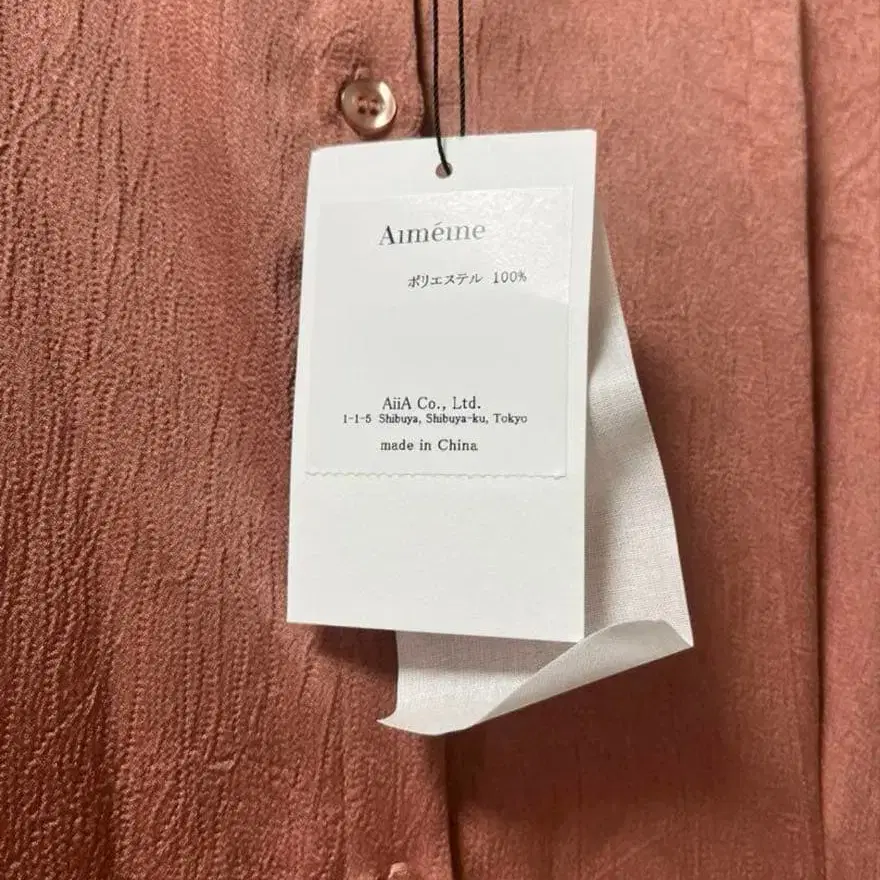 Aiméine
ポリエステル 100%
AiiA Co., Ltd.
1-1-5 Shibuya, Shibuya-ku, Tokyo
made in China